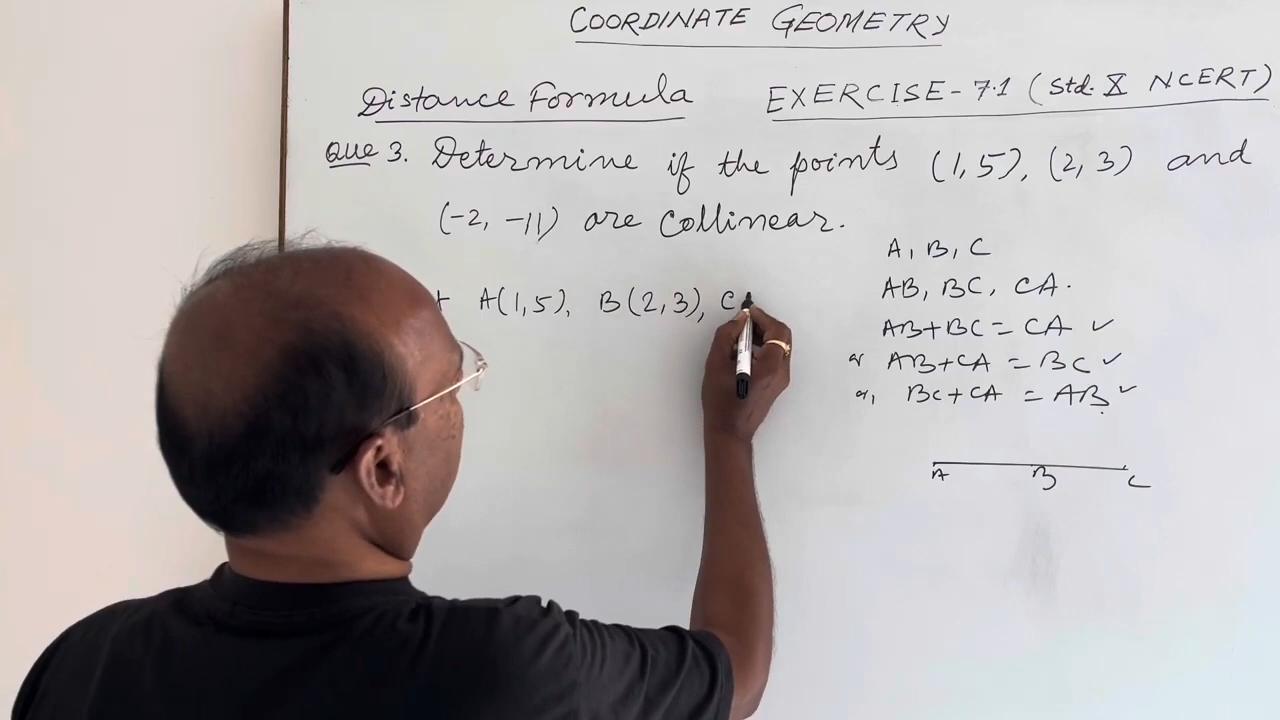 COORDINATE GEOMETRY
Distance Formula EXERCISE-7.1 (Std. X NCERT)
Que 3. Determine if the points (1,5), (2, 3) and
(-2, -11) are collinear.
A, B, C
AB, BC, CA.
A(1,5), B(2,3), C
AB+BC = CA ✓
or AB+CA = BC ✓
or, BC+CA = AB ✓
A B C